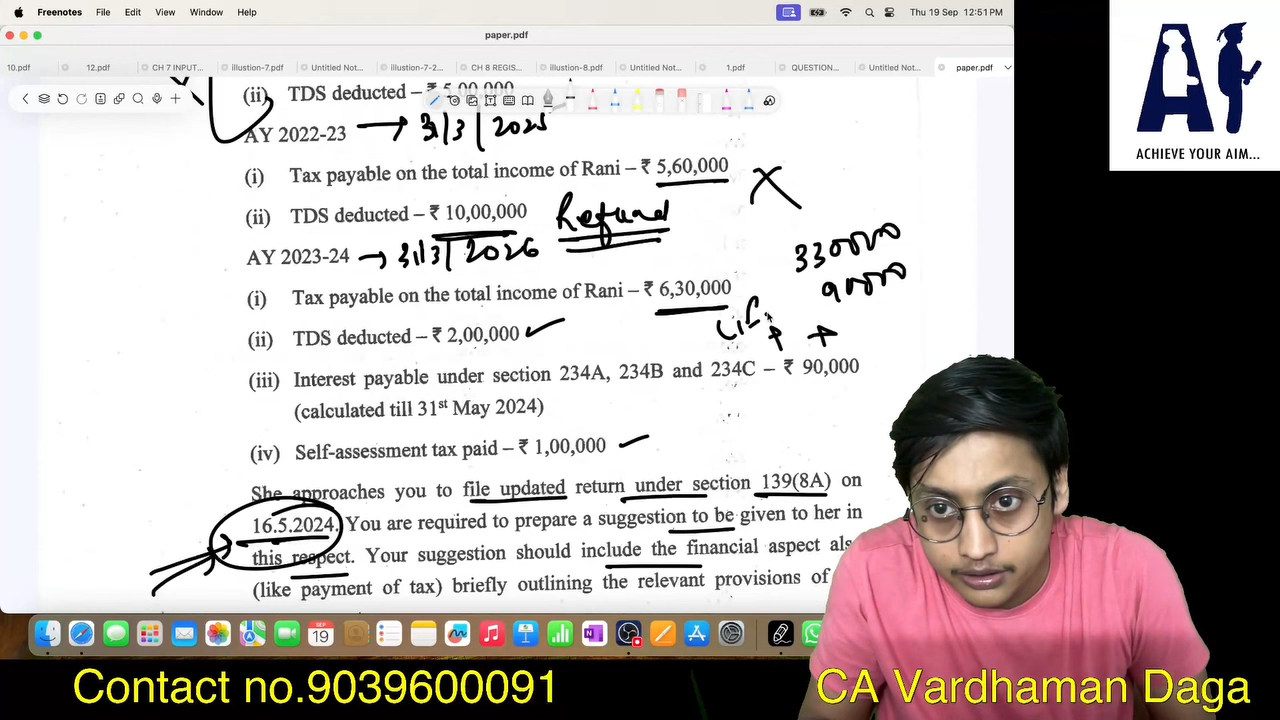 Freenotes File Edit View Window Help Thu 19 Sep 12:51 PM
paper.pdf
10.pdf 12.pdf CH 7 INPUT... illustion-7.pdf Untitled Not... illustion-7-2... CH 8 REGIS... illustion-8.pdf Untitled Not... 1.pdf QUESTION... Untitled Not... paper.pdf
(ii) TDS deducted – ₹ 5,00,000
AY 2022-23 → 31/3/2025
(i) Tax payable on the total income of Rani – ₹ 5,60,000
(ii) TDS deducted – ₹ 10,00,000 Refund
AY 2023-24 → 31/3/2026
330000
90000
(i) Tax payable on the total income of Rani – ₹ 6,30,000
(ii) TDS deducted – ₹ 2,00,000
(iii) Interest payable under section 234A, 234B and 234C – ₹ 90,000
(calculated till 31st May 2024)
(iv) Self-assessment tax paid – ₹ 1,00,000
She approaches you to file updated return under section 139(8A) on
16.5.2024. You are required to prepare a suggestion to be given to her in
this respect. Your suggestion should include the financial aspect als
(like payment of tax) briefly outlining the relevant provisions of
SEP
19
AI
ACHIEVE YOUR AIM...
Contact no.9039600091
CA Vardhaman Daga